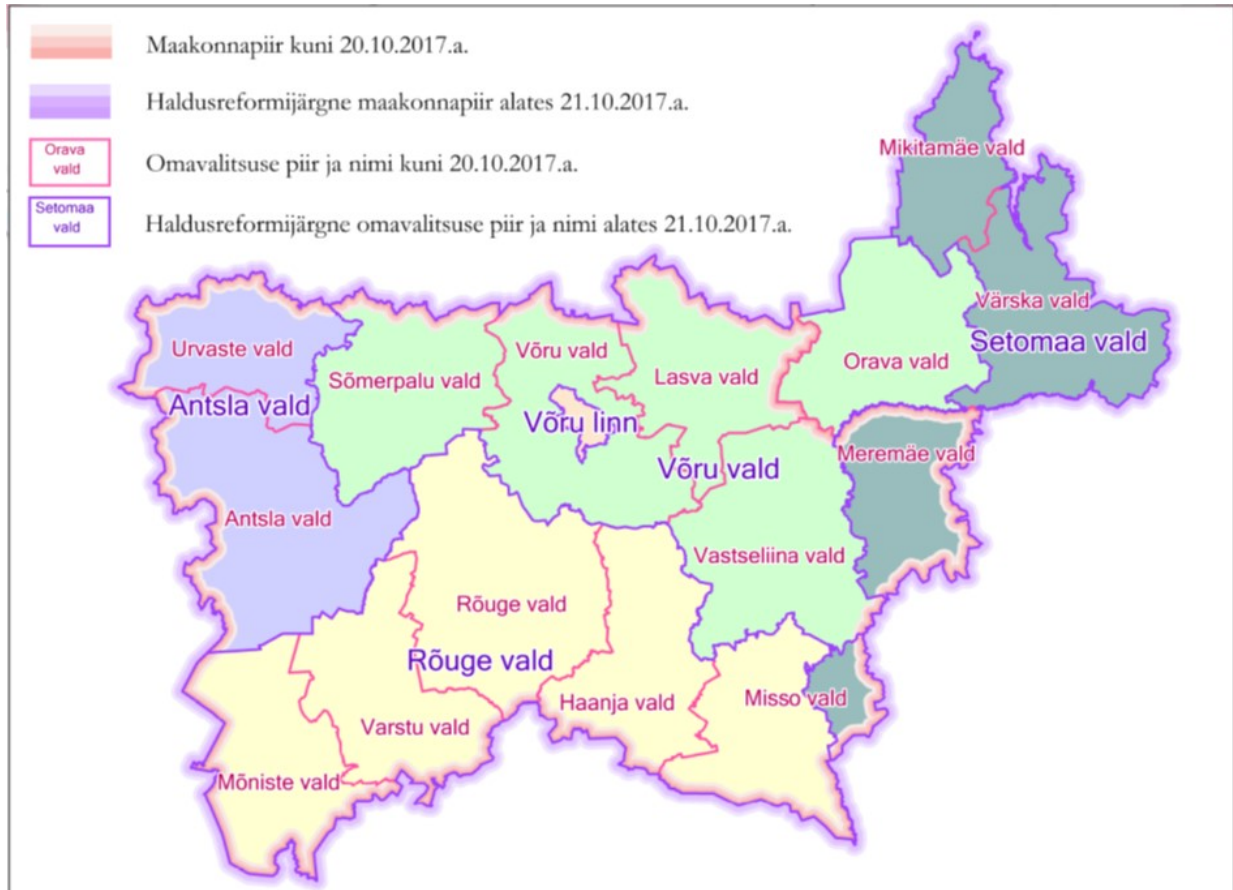 Maakonnapiir kuni 20.10.2017.a.
Haldusreformijärgne maakonnapiir alates 21.10.2017.a.
Orava
vald
Omavalitsuse piir ja nimi kuni 20.10.2017.a.
Setomaa
vald
Haldusreformijärgne omavalitsuse piir ja nimi alates 21.10.2017.a.
Mikitamäe vald
Värska vald
Setomaa vald
Urvaste vald
Võru vald
Sõmerpalu vald
Lasva vald
Orava vald
Antsla vald
Võru linn
Meremäe vald
Võru vald
Antsla vald
Vastseliina vald
Rõuge vald
Rõuge vald
Haanja vald
Misso vald
Varstu vald
Mõniste vald